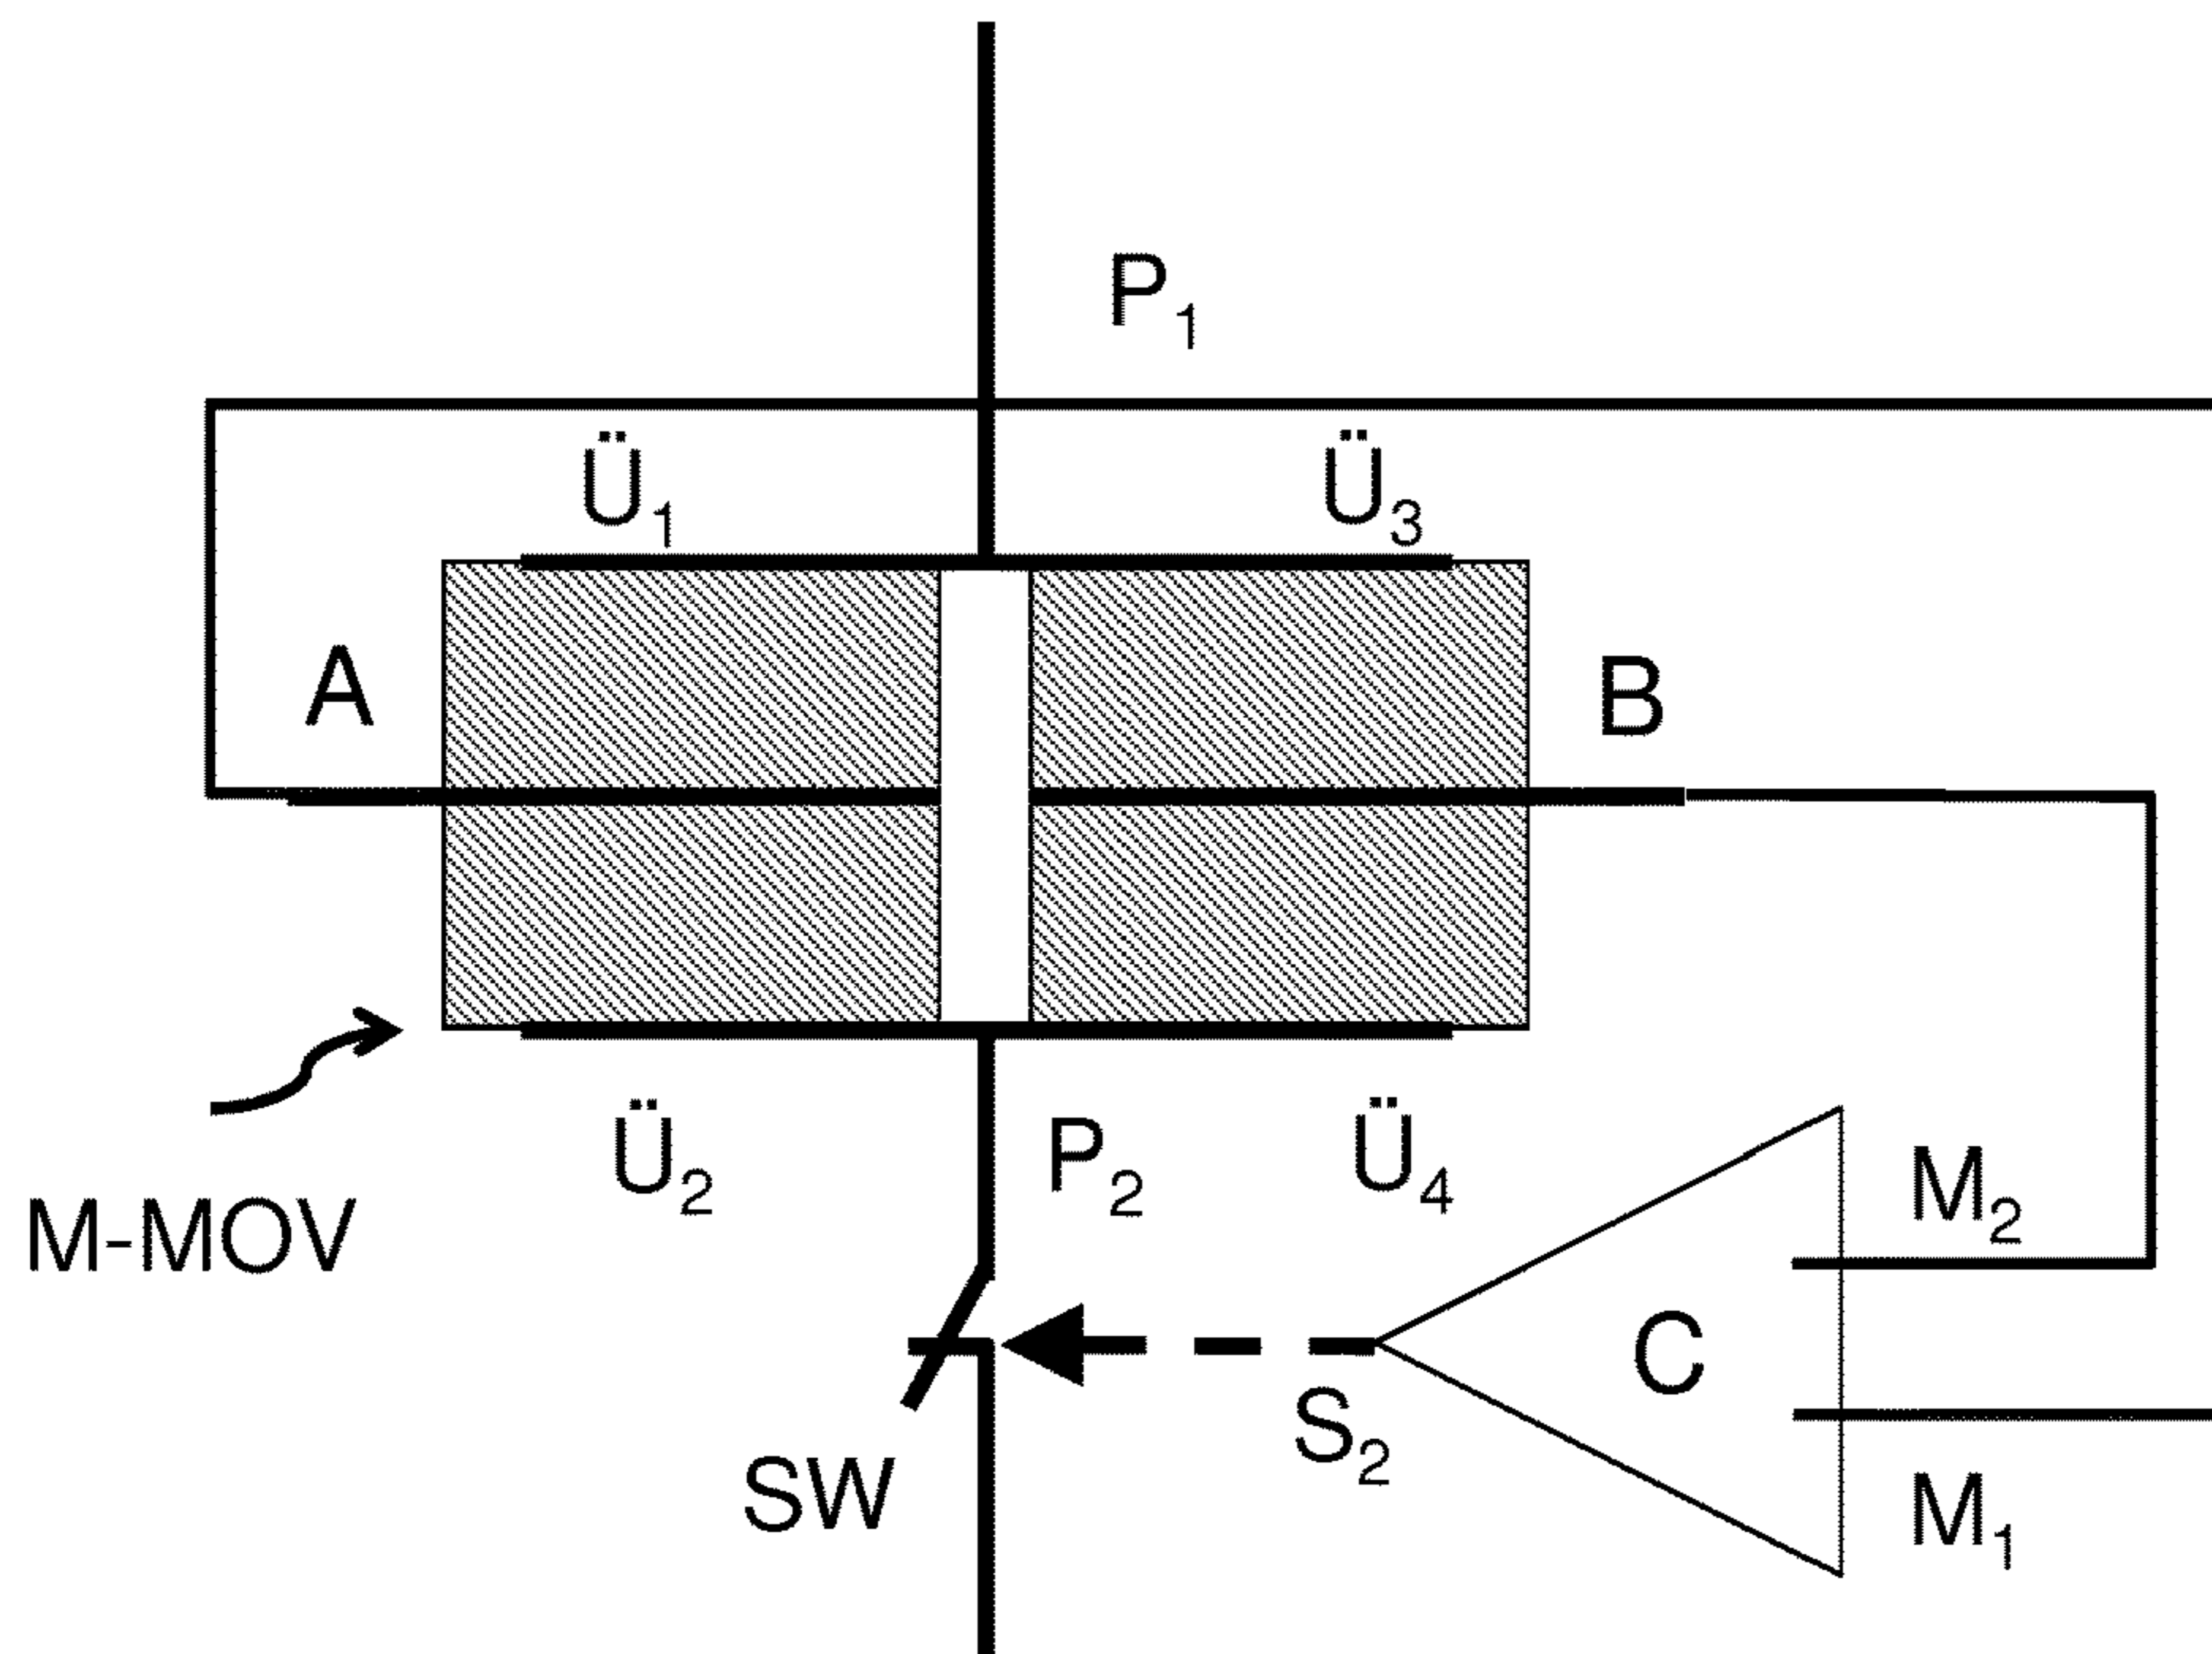 P₁
Ü₁ Ü₃
A B
Ü₂ P₂ Ü₄ M₂
M-MOV
C
S₂
SW M₁